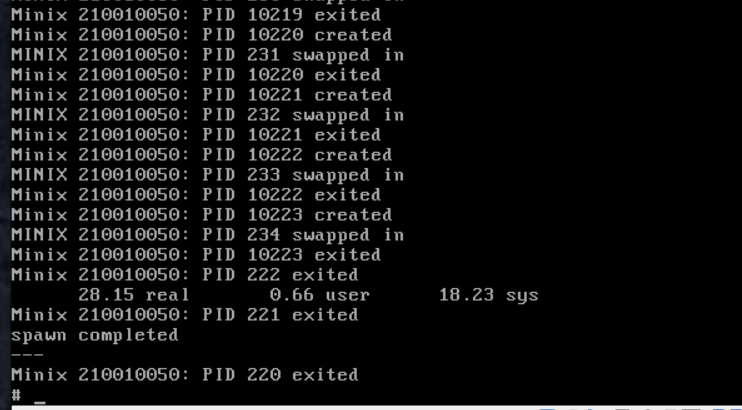 Minix 210010050: PID 10219 exited
Minix 210010050: PID 10220 created
MINIX 210010050: PID 231 swapped in
Minix 210010050: PID 10220 exited
Minix 210010050: PID 10221 created
MINIX 210010050: PID 232 swapped in
Minix 210010050: PID 10221 exited
Minix 210010050: PID 10222 created
MINIX 210010050: PID 233 swapped in
Minix 210010050: PID 10222 exited
Minix 210010050: PID 10223 created
MINIX 210010050: PID 234 swapped in
Minix 210010050: PID 10223 exited
Minix 210010050: PID 222 exited
28.15 real 0.66 user 18.23 sys
Minix 210010050: PID 221 exited
spawn completed
---
Minix 210010050: PID 220 exited
# _